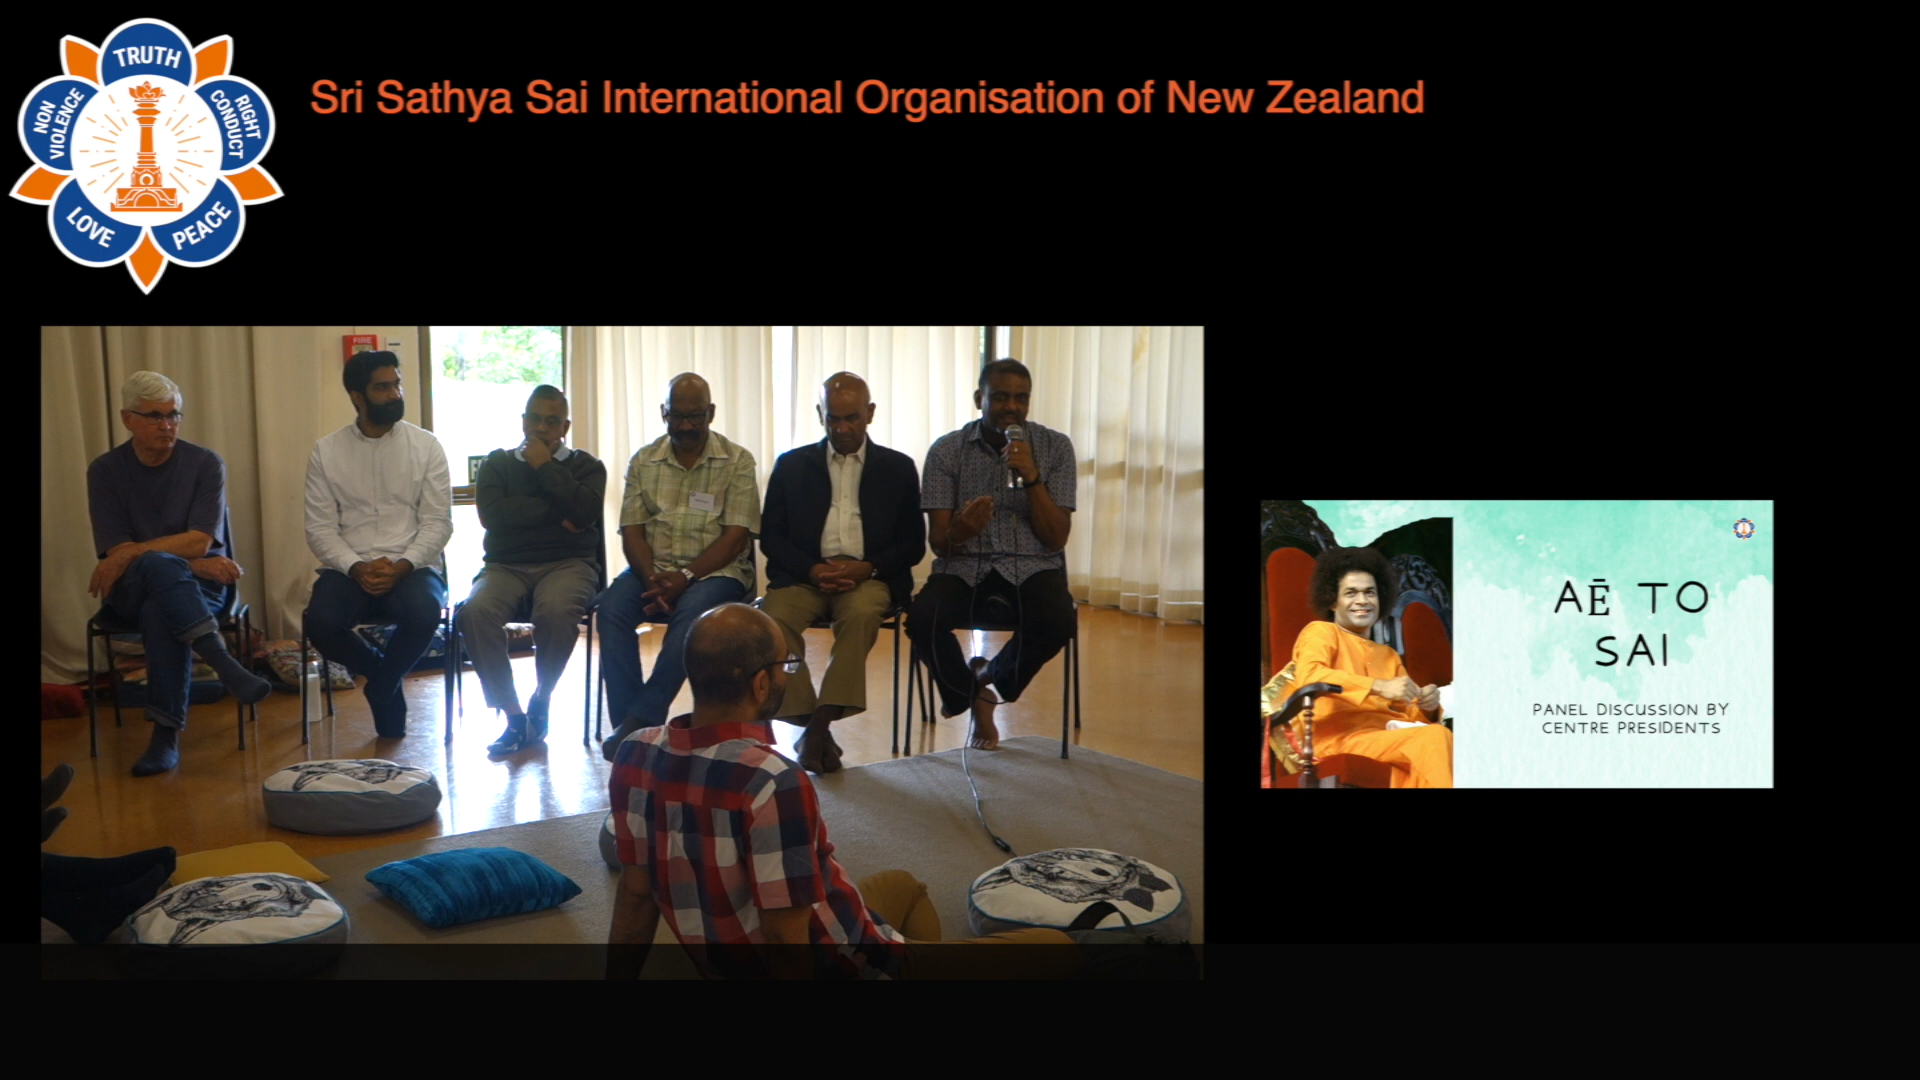 TRUTH
NON
VIOLENCE
RIGHT
CONDUCT
LOVE
PEACE
Sri Sathya Sai International Organisation of New Zealand
FIRE
AĒ TO
SAI
PANEL DISCUSSION BY
CENTRE PRESIDENTS